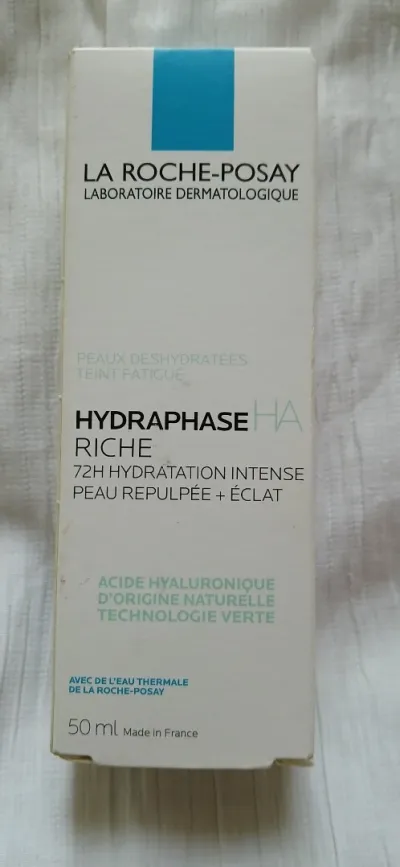 LA ROCHE-POSAY
LABORATOIRE DERMATOLOGIQUE
PEAUX DÉSHYDRATÉES
TEINT FATIGUÉ
HYDRAPHASE HA
RICHE
72H HYDRATATION INTENSE
PEAU REPULPÉE + ÉCLAT
ACIDE HYALURONIQUE
D'ORIGINE NATURELLE
TECHNOLOGIE VERTE
AVEC DE L'EAU THERMALE
DE LA ROCHE-POSAY
50 ml Made in France